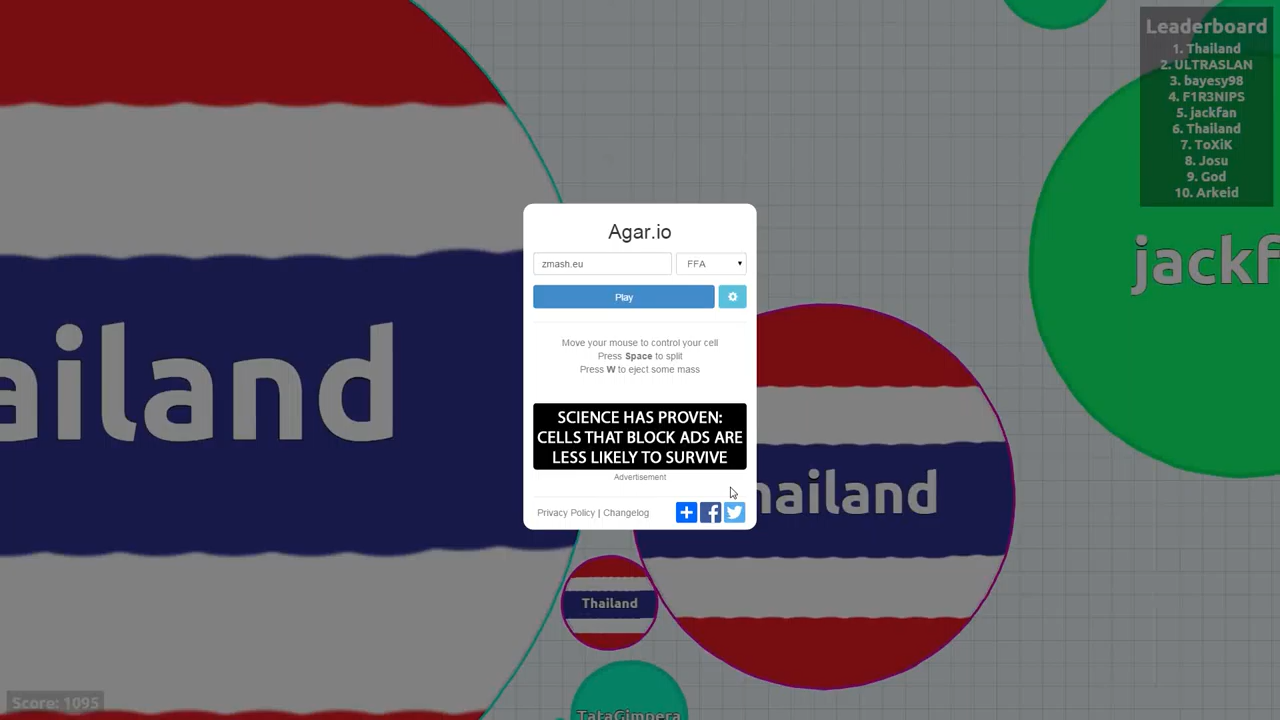 Leaderboard
1. Thailand
2. ULTRASLAN
3. bayesy98
4. F1R3NIPS
5. jackfan
6. Thailand
7. ToXiK
8. Josu
9. God
10. Arkeid
jackf
Agar.io
zmash.eu
FFA
Play
Move your mouse to control your cell
Press Space to split
Press W to eject some mass
SCIENCE HAS PROVEN:
CELLS THAT BLOCK ADS ARE
LESS LIKELY TO SURVIVE
Advertisement
Privacy Policy | Changelog
ailand
hailand
Thailand
TataGimpera
Score: 1095